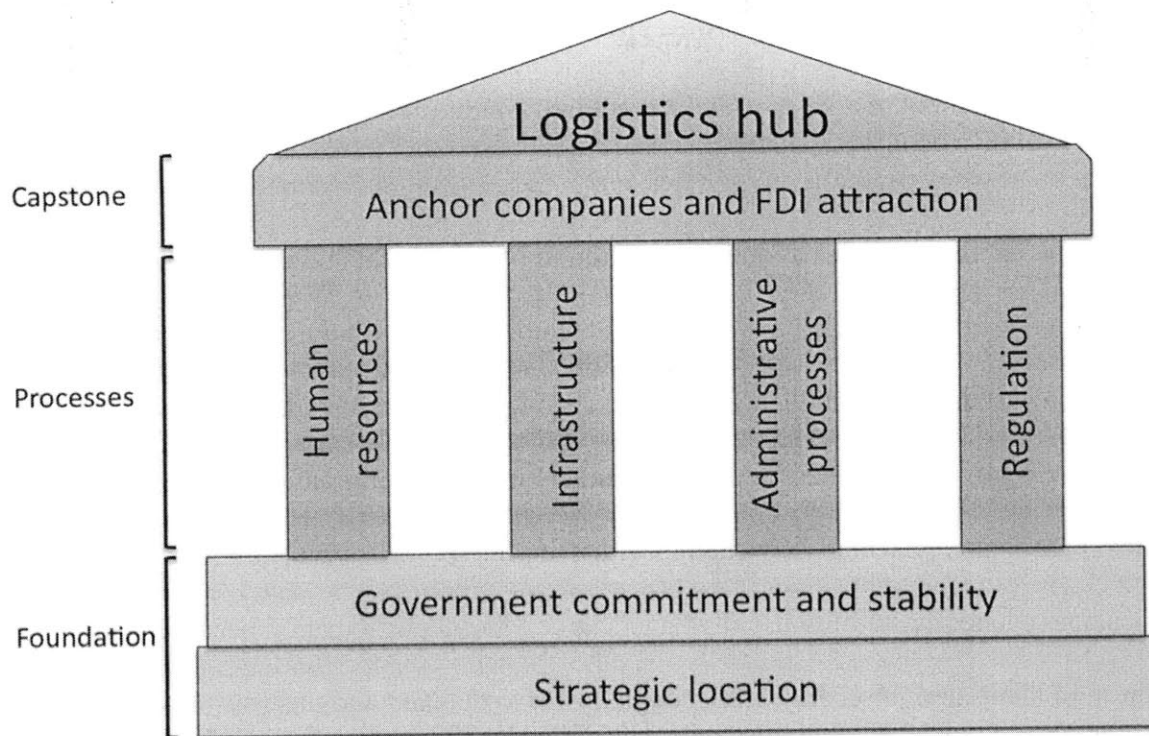 Logistics hub
Capstone
Anchor companies and FDI attraction
Processes
Human
resources
Infrastructure
Administrative
processes
Regulation
Foundation
Government commitment and stability
Strategic location